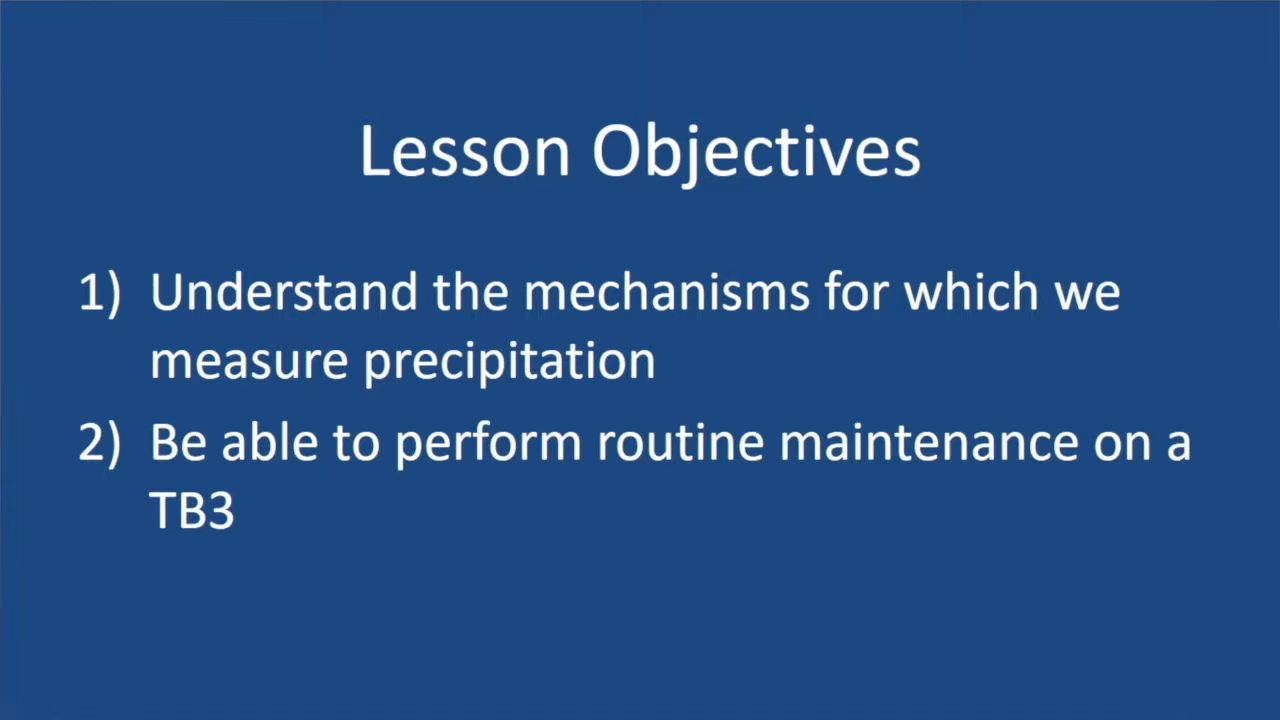 Lesson Objectives
1) Understand the mechanisms for which we
measure precipitation
2) Be able to perform routine maintenance on a
TB3